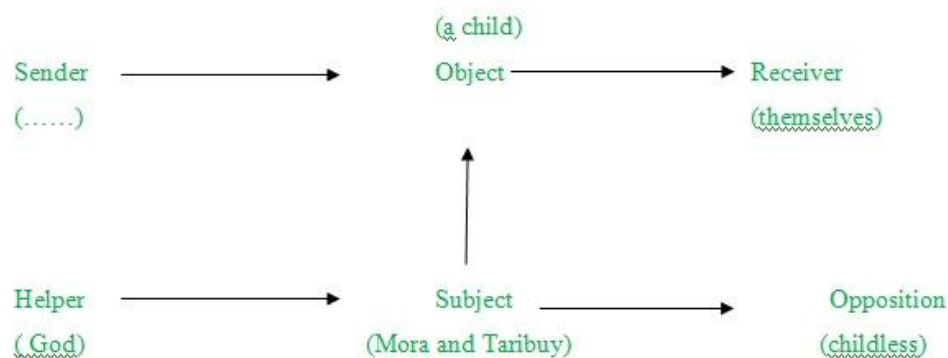 (a child)
Sender Object Receiver
(……) (themselves)
Helper Subject Opposition
( God) (Mora and Taribuy) (childless)